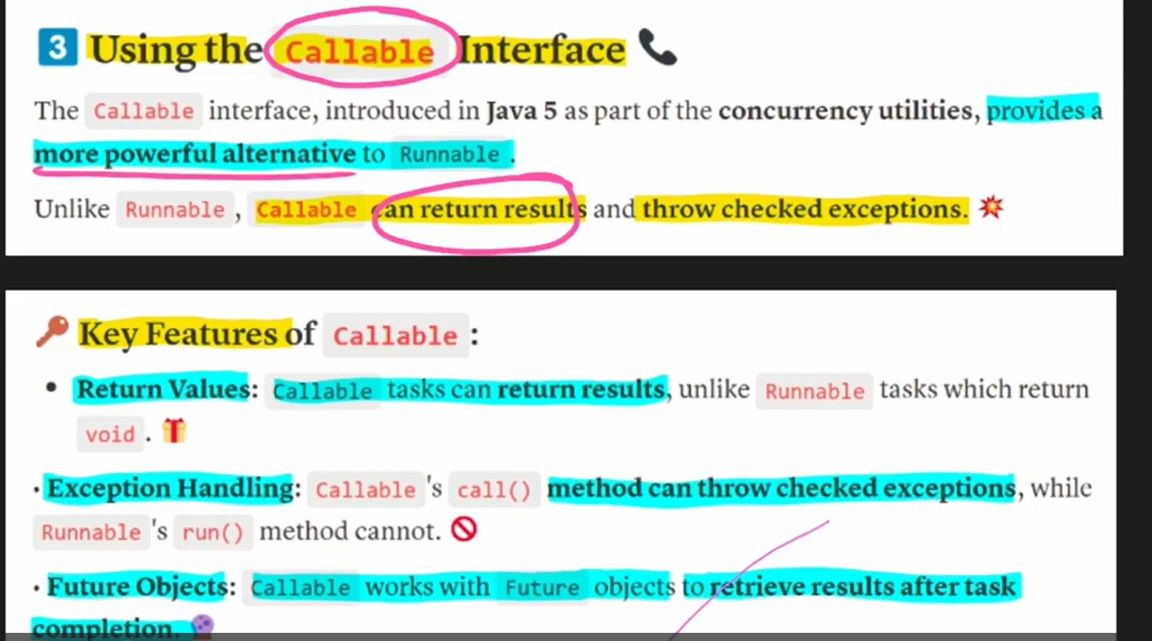 3 Using the Callable Interface
The Callable interface, introduced in Java 5 as part of the concurrency utilities, provides a
more powerful alternative to Runnable.
Unlike Runnable, Callable can return results and throw checked exceptions.
Key Features of Callable:
• Return Values: Callable tasks can return results, unlike Runnable tasks which return
void.
· Exception Handling: Callable's call() method can throw checked exceptions, while
Runnable's run() method cannot.
· Future Objects: Callable works with Future objects to retrieve results after task
completion.